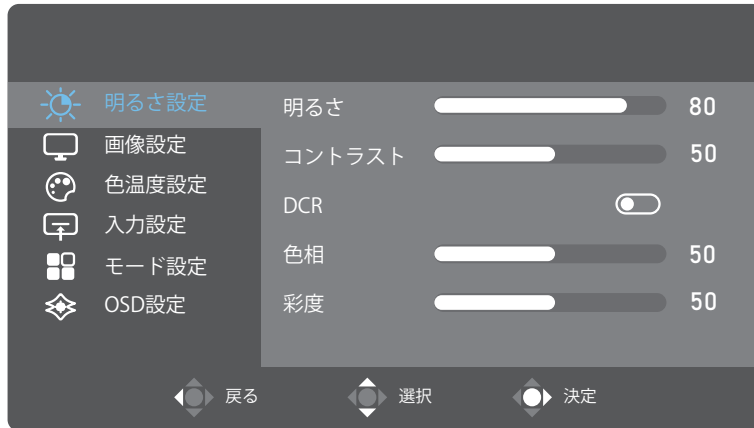 明るさ設定
画像設定
色温度設定
入力設定
モード設定
OSD設定
明るさ 80
コントラスト 50
DCR
色相 50
彩度 50
戻る 選択 決定